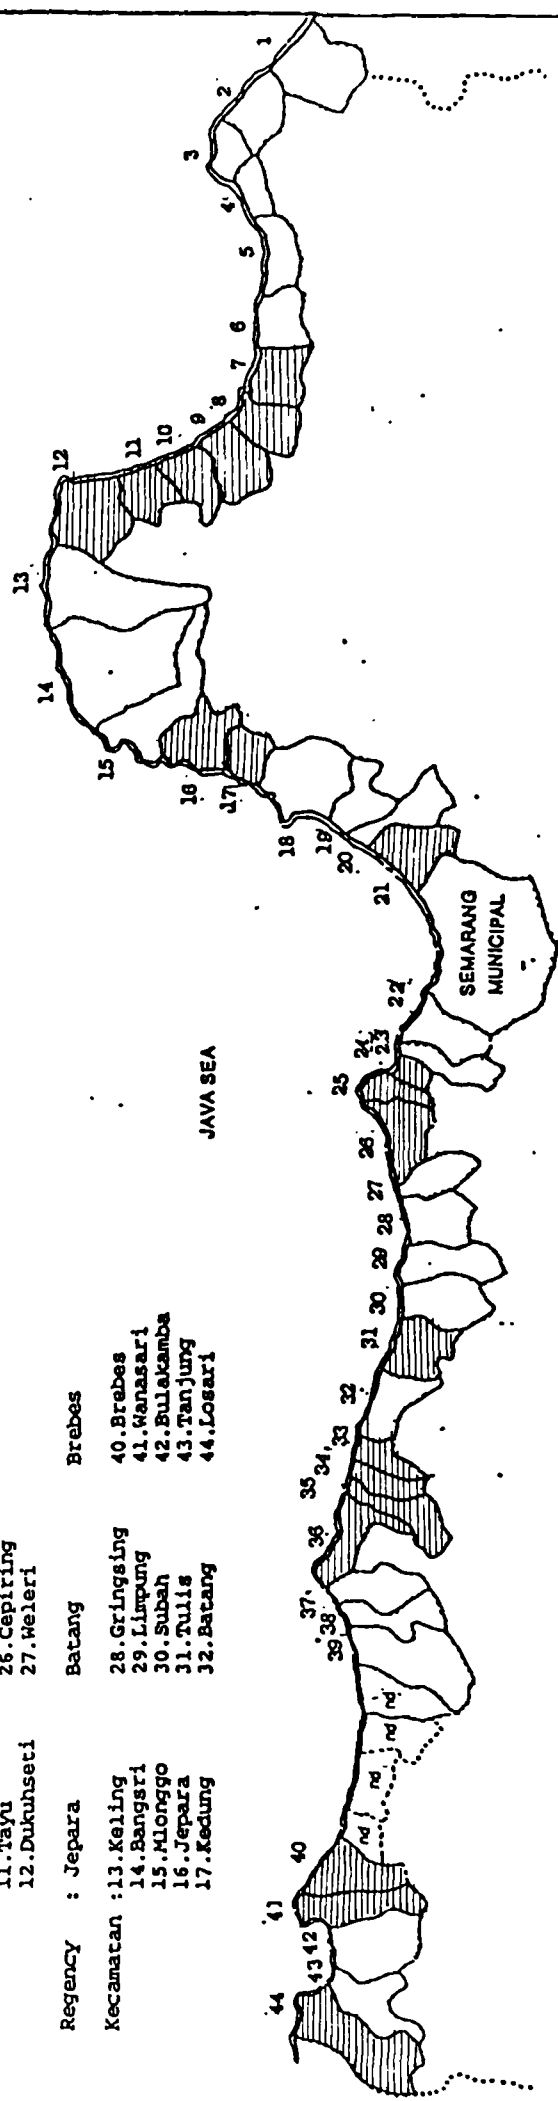 11.Tayu
12.Dukuhseti
26.Cepiring
27.Weleri
Regency : Jepara
Batang
Brebes
Kecamatan :13.Keling
28.Gringsing
40.Brebes
14.Bangsri
29.Limpung
41.Wanasari
15.Mlonggo
30.Subah
42.Bulakamba
16.Jepara
31.Tulis
43.Tanjung
17.Kedung
32.Batang
44.Losari
JAVA SEA
SEMARANG
MUNICIPAL
44
43
42
41
40
nd
nd
nd
nd
39
38
37
36
35
34
33
32
31
30
29
28
27
26
25
24
23
22
21
20
19
18
17
16
15
14
13
12
11
10
9
8
7
6
5
4
3
2
1